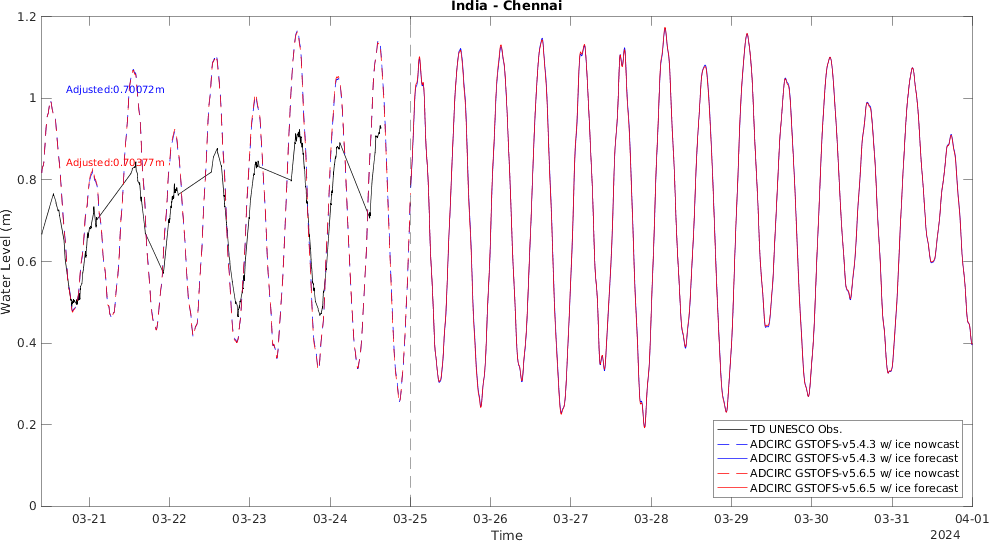 India - Chennai
1.2
1
0.8
0.6
0.4
0.2
0
Water Level (m)
Adjusted:0.70072m
Adjusted:0.70377m
TD UNESCO Obs.
ADCIRC GSTOFS-v5.4.3 w/ ice nowcast
ADCIRC GSTOFS-v5.4.3 w/ ice forecast
ADCIRC GSTOFS-v5.6.5 w/ ice nowcast
ADCIRC GSTOFS-v5.6.5 w/ ice forecast
03-21 03-22 03-23 03-24 03-25 03-26 03-27 03-28 03-29 03-30 03-31 04-01
2024
Time